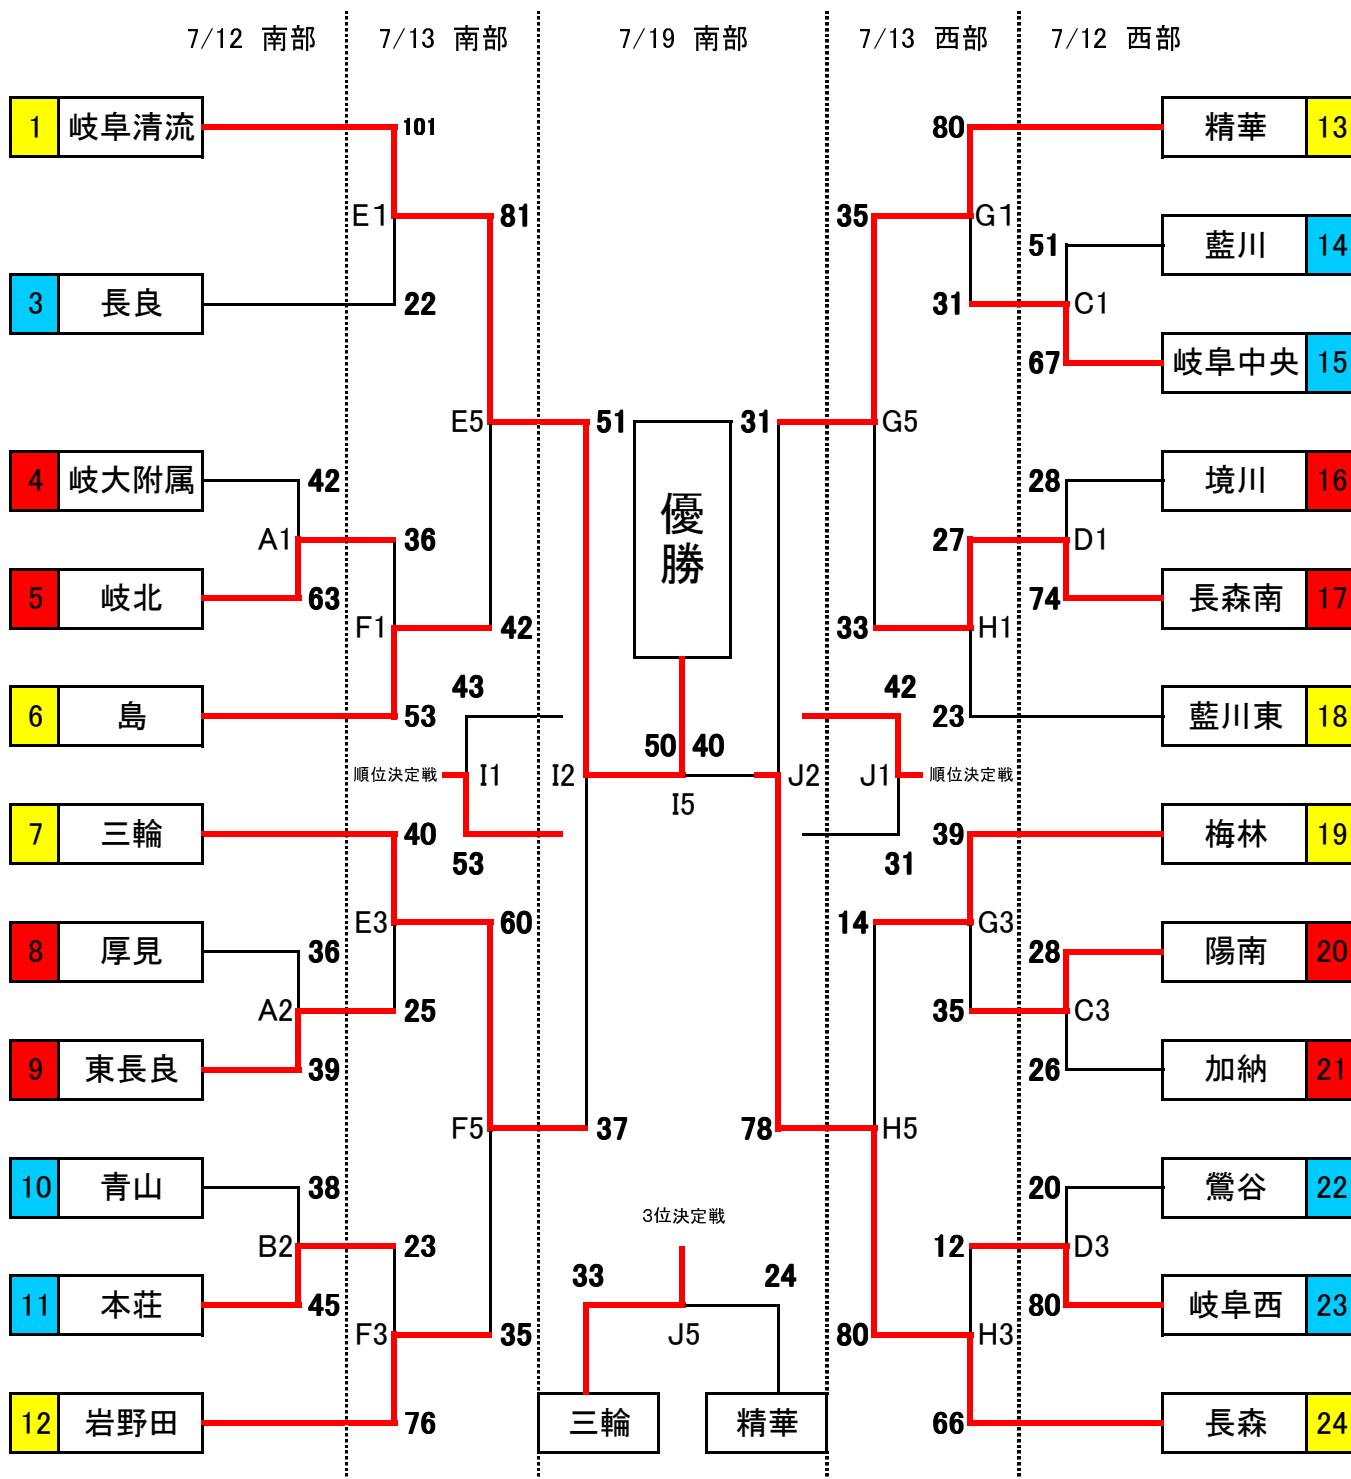 7/12 南部 7/13 南部 7/19 南部 7/13 西部 7/12 西部
1 岐阜清流 101 80 精華 13
E1 81 35 G1 51 藍川 14
3 長良 22 31 C1
67 岐阜中央 15
E5 51 31 G5
4 岐大附属 42 28 境川 16
優勝
A1 36 27 D1
5 岐北 63 74 長森南 17
F1 42 33 H1
43 42
6 島 53 23 藍川東 18
50 40
順位決定戦 I1 I2 I5 J2 J1 順位決定戦
7 三輪 40 39 梅林 19
53 31
E3 60 14 G3
8 厚見 36 28 陽南 20
A2 25 35 C3
9 東長良 39 26 加納 21
F5 37 78 H5
10 青山 38 20 鶯谷 22
3位決定戦
B2 23 12 D3
33 24
11 本荘 45 80 岐阜西 23
F3 35 J5 80 H3
12 岩野田 76 三輪 精華 66 長森 24